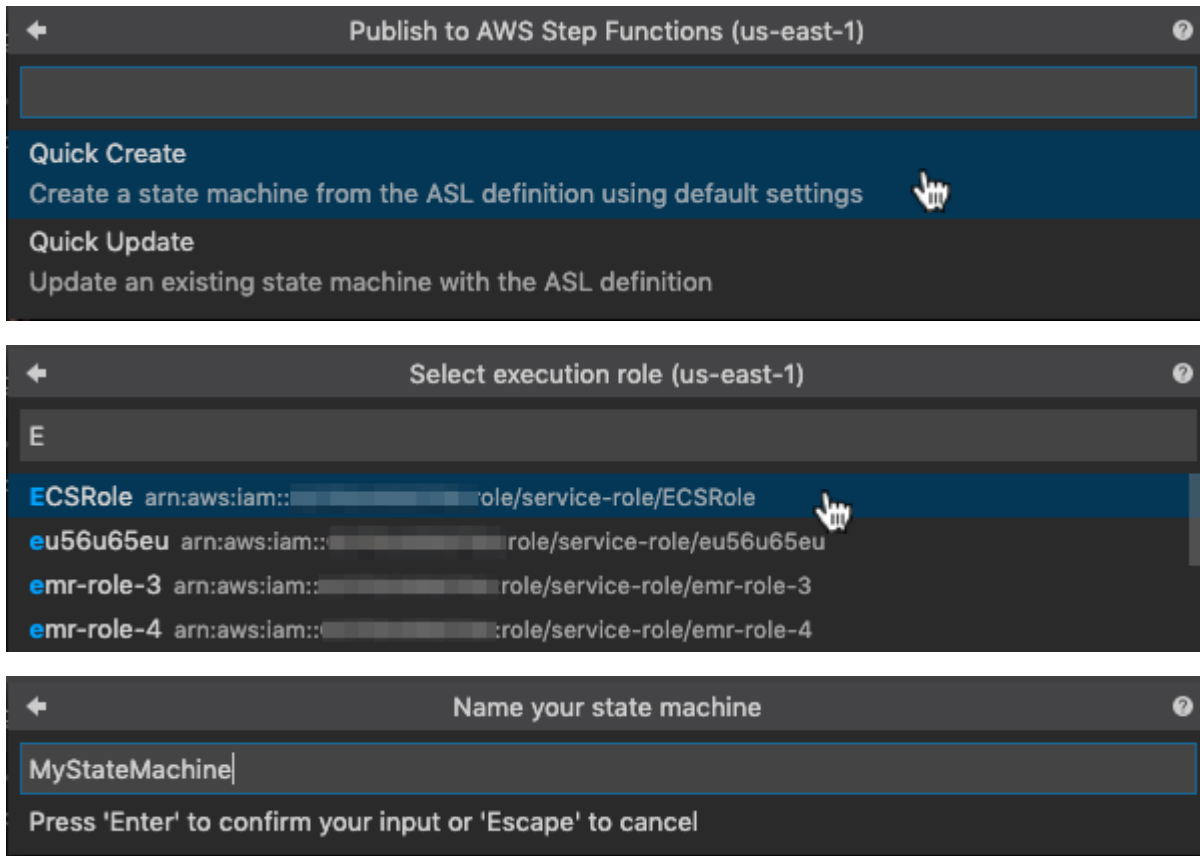 Publish to AWS Step Functions (us-east-1)
Quick Create
Create a state machine from the ASL definition using default settings
Quick Update
Update an existing state machine with the ASL definition
Select execution role (us-east-1)
E
ECSRole arn:aws:iam:: role/service-role/ECSRole
eu56u65eu arn:aws:iam:: role/service-role/eu56u65eu
emr-role-3 arn:aws:iam:: :role/service-role/emr-role-3
emr-role-4 arn:aws:iam:: :role/service-role/emr-role-4
Name your state machine
MyStateMachine
Press 'Enter' to confirm your input or 'Escape' to cancel